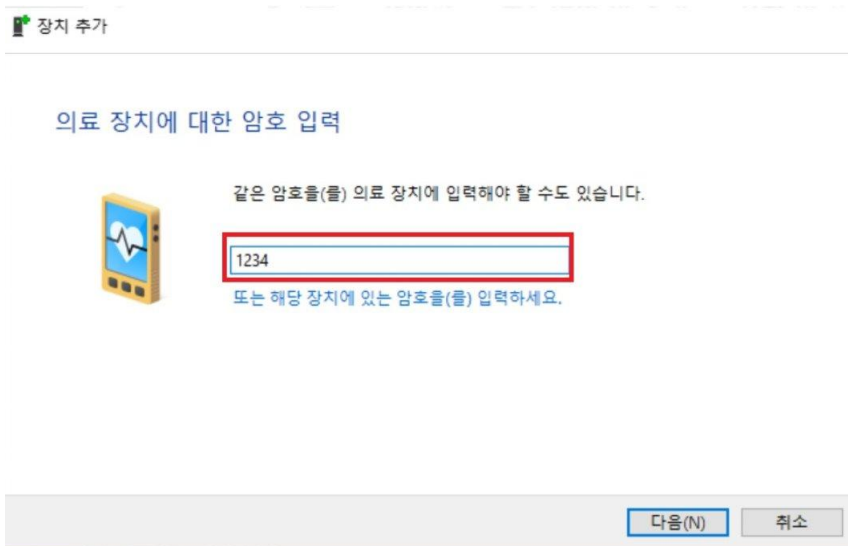 장치 추가
의료 장치에 대한 암호 입력
같은 암호을(를) 의료 장치에 입력해야 할 수도 있습니다.
1234
또는 해당 장치에 있는 암호을(를) 입력하세요.
다음(N) 취소